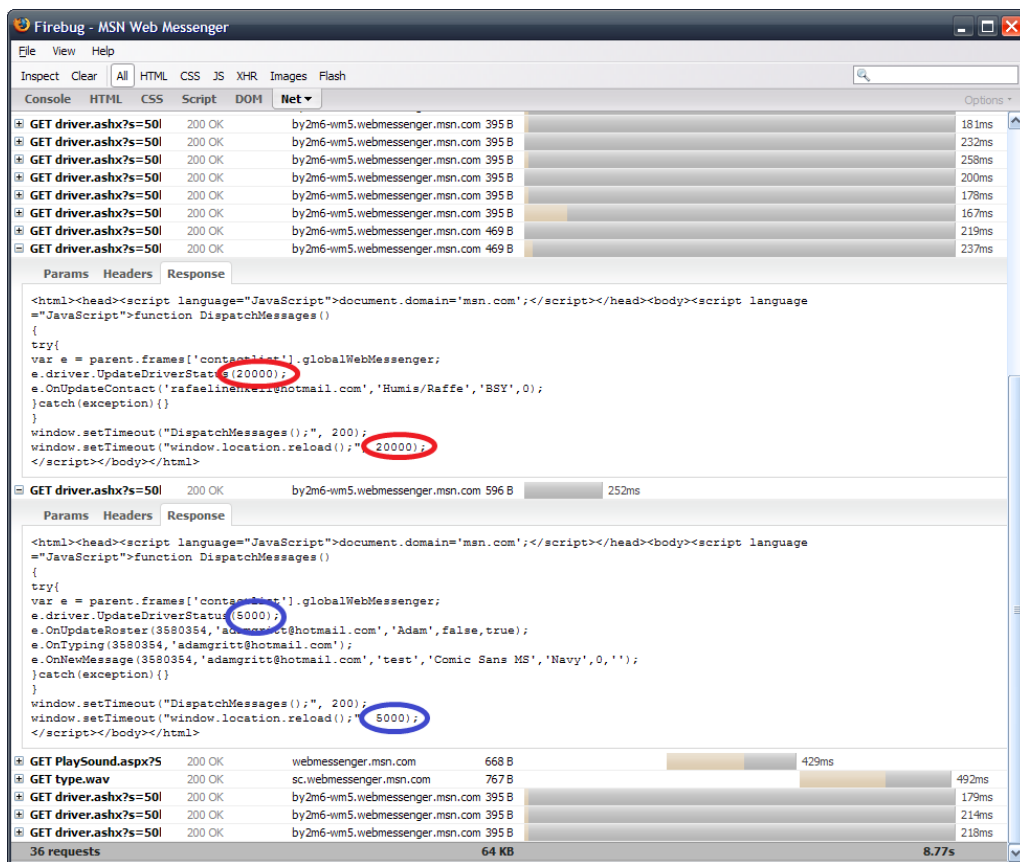 Firebug - MSN Web Messenger
File View Help
Inspect Clear All HTML CSS JS XHR Images Flash
Console HTML CSS Script DOM Net Options
GET driver.ashx?s=50l 200 OK by2m6-wm5.webmessenger.msn.com 395 B 181ms
GET driver.ashx?s=50l 200 OK by2m6-wm5.webmessenger.msn.com 395 B 232ms
GET driver.ashx?s=50l 200 OK by2m6-wm5.webmessenger.msn.com 395 B 258ms
GET driver.ashx?s=50l 200 OK by2m6-wm5.webmessenger.msn.com 395 B 200ms
GET driver.ashx?s=50l 200 OK by2m6-wm5.webmessenger.msn.com 395 B 178ms
GET driver.ashx?s=50l 200 OK by2m6-wm5.webmessenger.msn.com 395 B 167ms
GET driver.ashx?s=50l 200 OK by2m6-wm5.webmessenger.msn.com 469 B 219ms
GET driver.ashx?s=50l 200 OK by2m6-wm5.webmessenger.msn.com 469 B 237ms
Params Headers Response
<html><head><script language="JavaScript">document.domain='msn.com';</script></head><body><script language
="JavaScript">function DispatchMessages()
{
try{
var e = parent.frames['contactlist'].globalWebMessenger;
e.driver.UpdateDriverStatus(20000);
e.OnUpdateContact('@hotmail.com','Humis/Raffe','BSY',0);
}catch(exception){}
}
window.setTimeout("DispatchMessages();", 200);
window.setTimeout("window.location.reload();", 20000);
</script></body></html>
GET driver.ashx?s=50l 200 OK by2m6-wm5.webmessenger.msn.com 596 B 252ms
Params Headers Response
<html><head><script language="JavaScript">document.domain='msn.com';</script></head><body><script language
="JavaScript">function DispatchMessages()
{
try{
var e = parent.frames['contactlist'].globalWebMessenger;
e.driver.UpdateDriverStatus(5000);
e.OnUpdateRoster(3580354,'adamgritt@hotmail.com','Adam',false,true);
e.OnTyping(3580354,'adamgritt@hotmail.com');
e.OnNewMessage(3580354,'adamgritt@hotmail.com','test','Comic Sans MS','Navy',0,'');
}catch(exception){}
}
window.setTimeout("DispatchMessages();", 200);
window.setTimeout("window.location.reload();", 5000);
</script></body></html>
GET PlaySound.aspx?S 200 OK webmessenger.msn.com 668 B 429ms
GET type.wav 200 OK sc.webmessenger.msn.com 767 B 492ms
GET driver.ashx?s=50l 200 OK by2m6-wm5.webmessenger.msn.com 395 B 179ms
GET driver.ashx?s=50l 200 OK by2m6-wm5.webmessenger.msn.com 395 B 214ms
GET driver.ashx?s=50l 200 OK by2m6-wm5.webmessenger.msn.com 395 B 218ms
36 requests 64 KB 8.77s